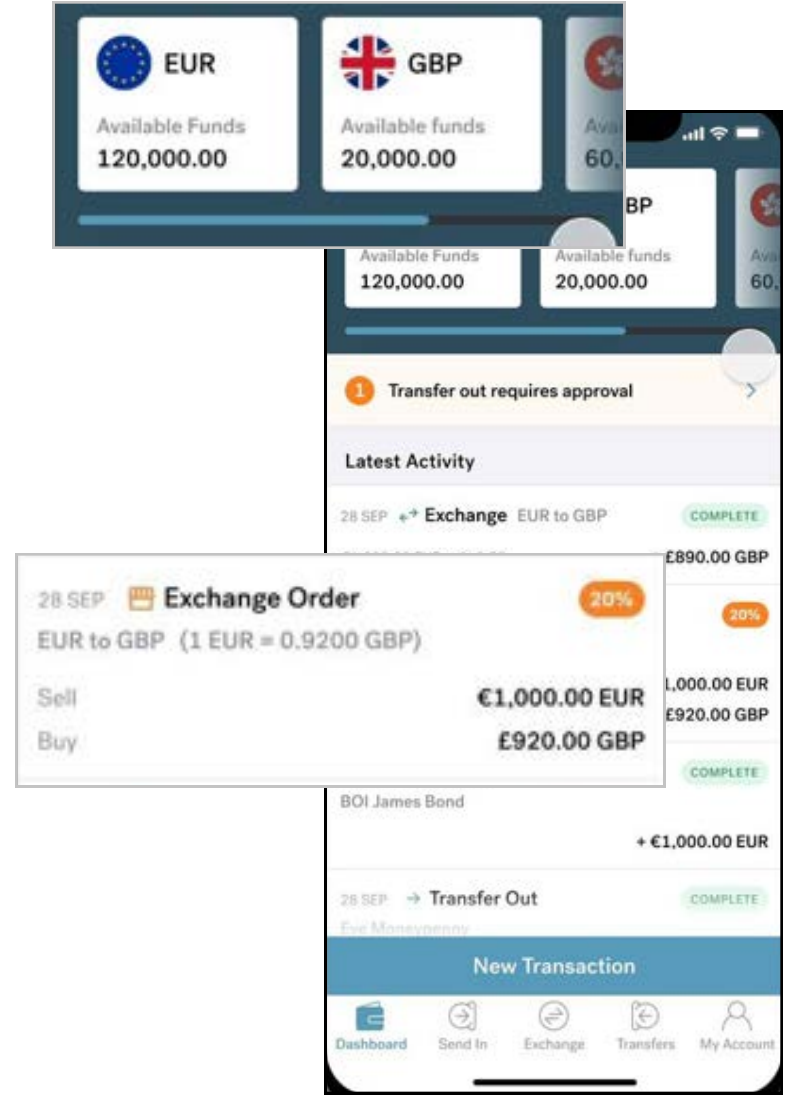 EUR
GBP
Available Funds
Available funds
120,000.00
20,000.00
60,
BP
Available Funds
Available funds
120,000.00
20,000.00
60,
1 Transfer out requires approval
Latest Activity
28 SEP Exchange EUR to GBP COMPLETE
£890.00 GBP
28 SEP Exchange Order 20%
EUR to GBP (1 EUR = 0.9200 GBP)
Sell €1,000.00 EUR
Buy £920.00 GBP
20%
,000.00 EUR
£920.00 GBP
COMPLETE
BOI James Bond
+ €1,000.00 EUR
28 SEP Transfer Out COMPLETE
Eve Moneypenny
New Transaction
Dashboard Send In Exchange Transfers My Account